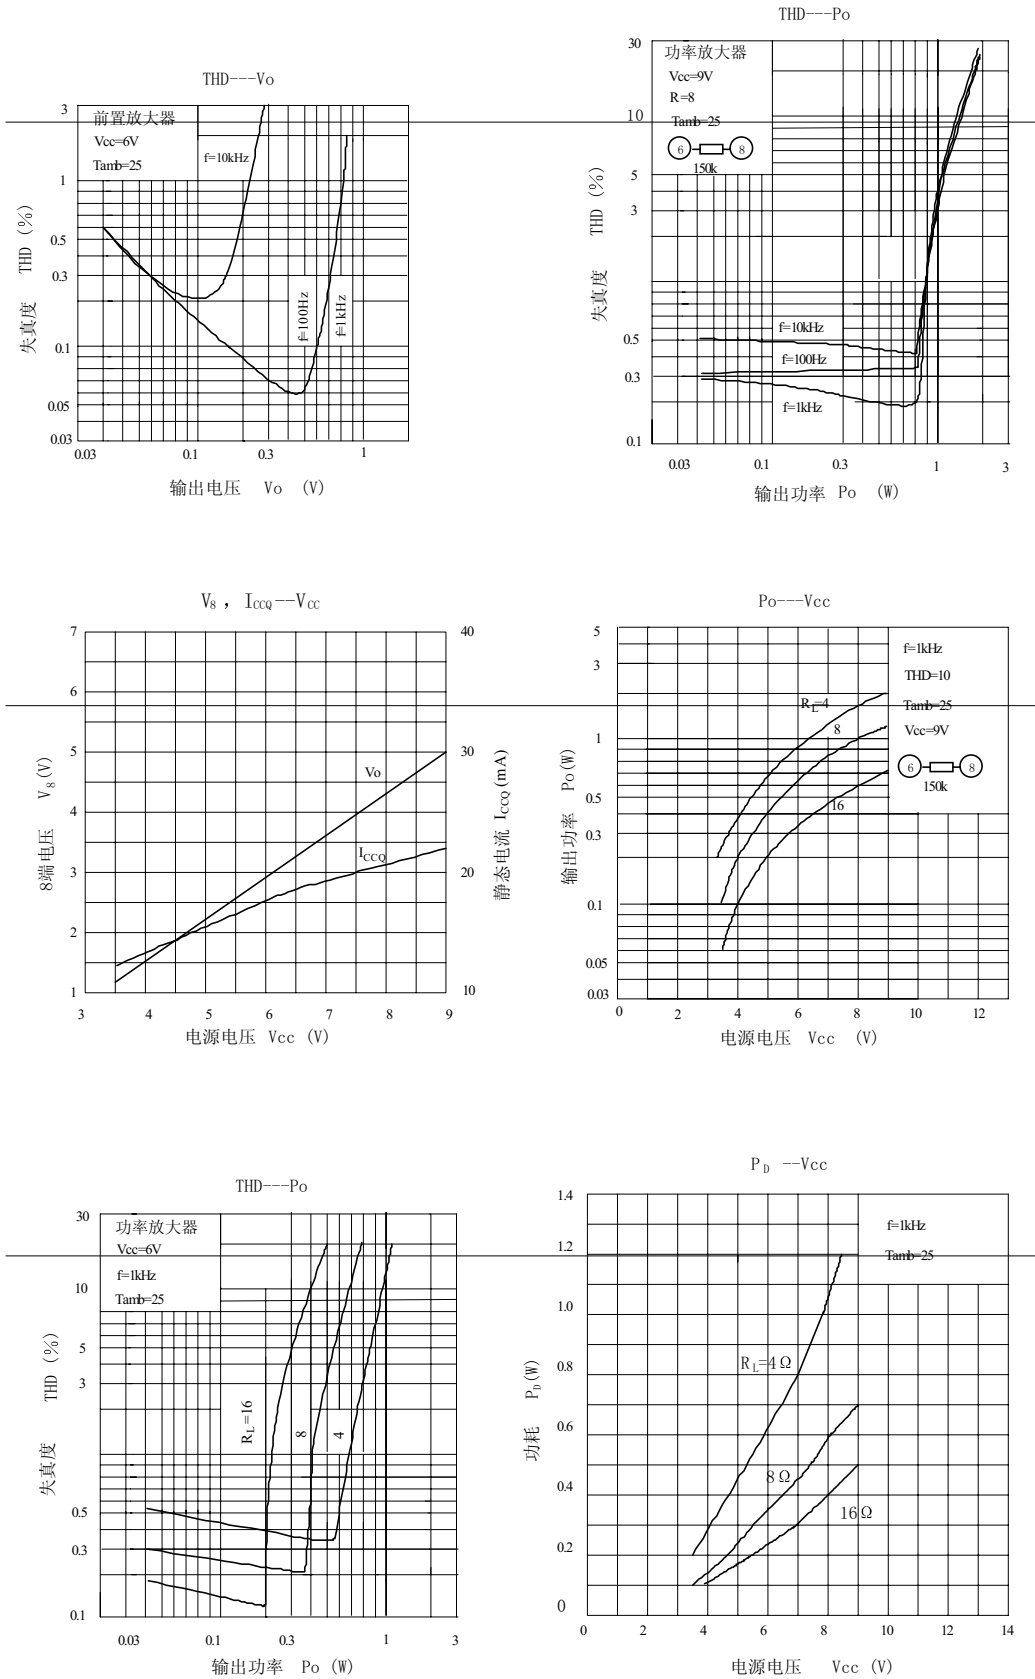 THD---Vo
前置放大器
Vcc=6V
Tamb=25
f=10kHz
f=100Hz
f=1kHz
失真度 THD (%)
3
1
0.5
0.3
0.1
0.05
0.03
0.03 0.1 0.3 1
输出电压 Vo (V)
THD---Po
功率放大器
Vcc=9V
R=8
Tamb=25
6 8
150k
f=10kHz
f=100Hz
f=1kHz
失真度 THD (%)
30
10
5
3
0.5
0.3
0.1
0.03 0.1 0.3 1 3
输出功率 Po (W)
V8 , ICCQ--VCC
8端电压 V8(V)
7
6
5
4
3
2
1
Vo
ICCQ
40
30
20
10
静态电流 ICCQ(mA)
3 4 5 6 7 8 9
电源电压 Vcc (V)
Po---Vcc
f=1kHz
THD=10
Tamb=25
Vcc=9V
6 8
150k
RL=4
8
16
输出功率 Po(W)
5
3
1
0.5
0.3
0.1
0.05
0.03
0 2 4 6 8 10 12
电源电压 Vcc (V)
THD---Po
功率放大器
Vcc=6V
f=1kHz
Tamb=25
RL=16
8
4
失真度 THD (%)
30
10
5
3
0.5
0.3
0.1
0.03 0.1 0.3 1 3
输出功率 Po (W)
PD --Vcc
f=1kHz
Tamb=25
RL=4Ω
8Ω
16Ω
功耗 PD(W)
1.4
1.2
1.0
0.8
0.6
0.4
0.2
0
0 2 4 6 8 10 12 14
电源电压 Vcc (V)